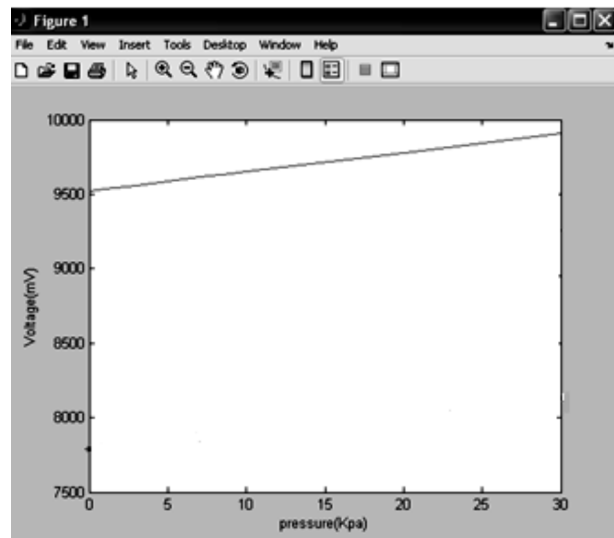 Figure 1
File Edit View Insert Tools Desktop Window Help
10000
9500
9000
8500
8000
7500
Voltage(mV)
0 5 10 15 20 25 30
pressure(Kpa)